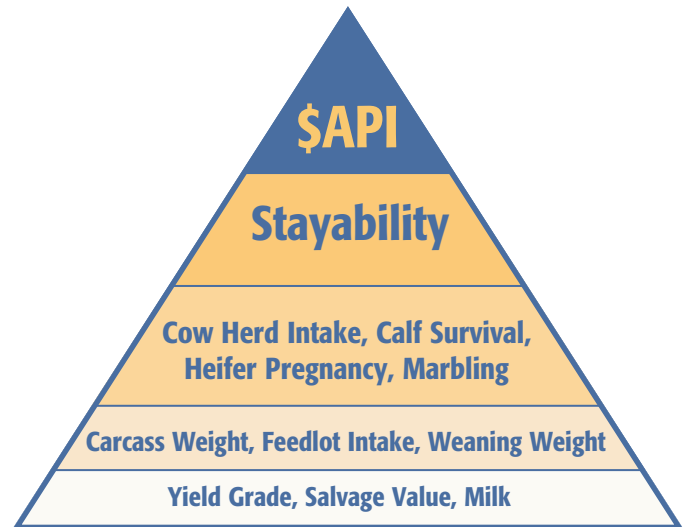 $API
Stayability
Cow Herd Intake, Calf Survival,
Heifer Pregnancy, Marbling
Carcass Weight, Feedlot Intake, Weaning Weight
Yield Grade, Salvage Value, Milk